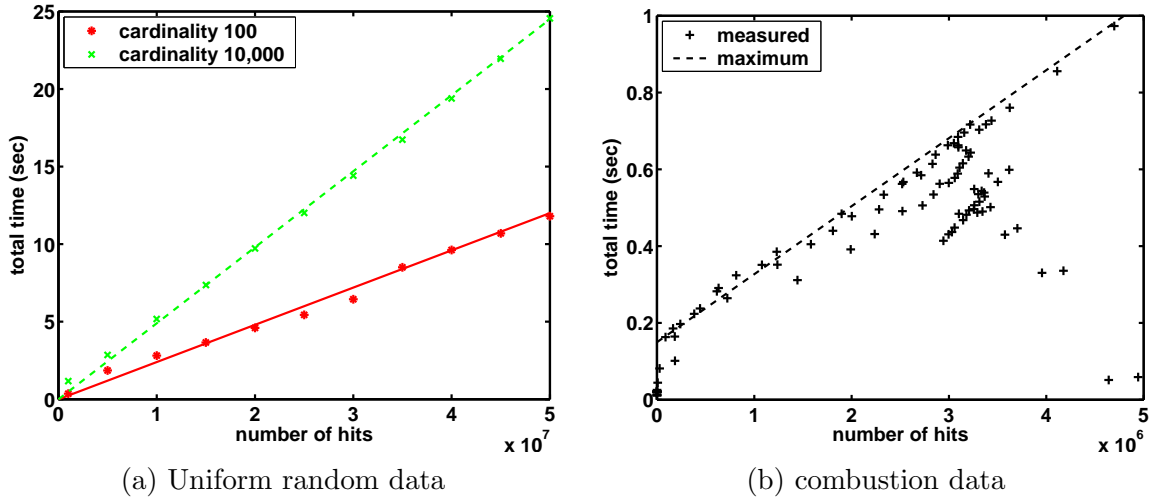 25
20
15
10
5
0
total time (sec)
cardinality 100
cardinality 10,000
0 1 2 3 4 5
number of hits
x 10^7
(a) Uniform random data
1
0.8
0.6
0.4
0.2
0
total time (sec)
measured
maximum
0 1 2 3 4 5
number of hits
x 10^6
(b) combustion data